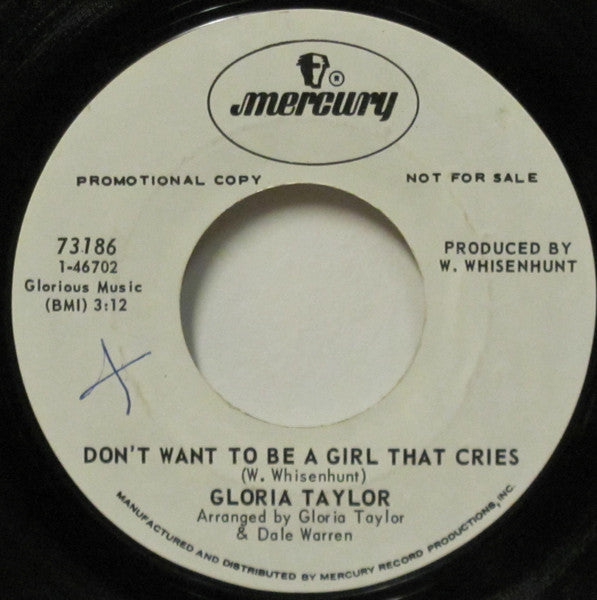 mercury ®
PROMOTIONAL COPY
NOT FOR SALE
73186
1-46702
Glorious Music
(BMI) 3:12
PRODUCED BY
W. WHISENHUNT
DON'T WANT TO BE A GIRL THAT CRIES
(W. Whisenhunt)
GLORIA TAYLOR
Arranged by Gloria Taylor
& Dale Warren
MANUFACTURED AND DISTRIBUTED BY MERCURY RECORD PRODUCTIONS, INC.